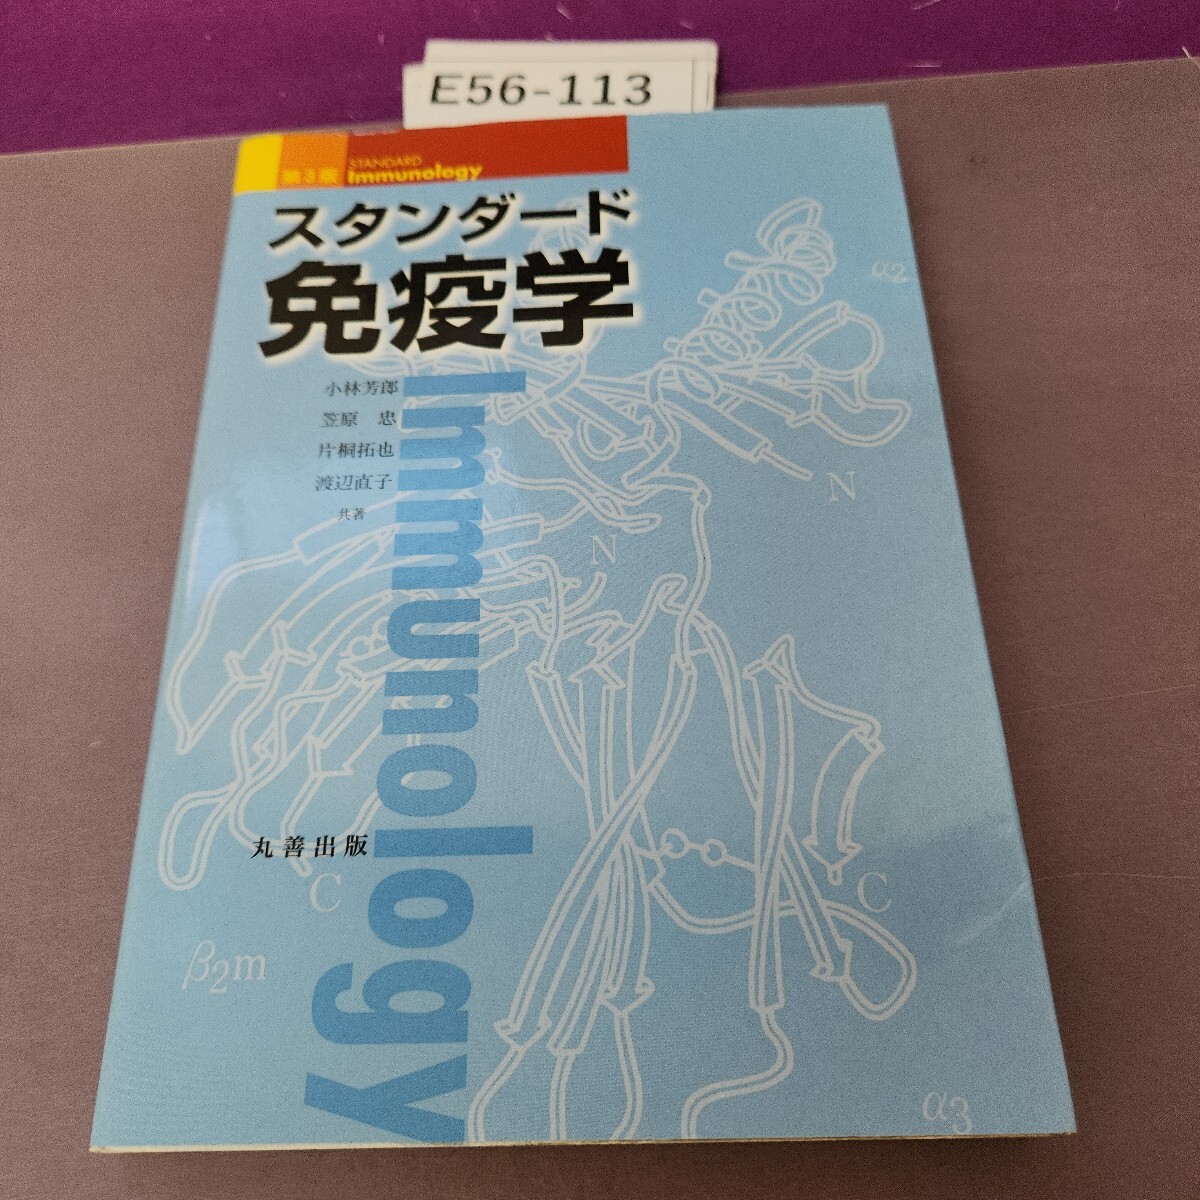 E56-113
第3版
STANDARD
Immunology
スタンダード
免疫学
小林芳郎
笠原 忠
片桐拓也
渡辺直子
共著
Immunology
丸善出版
α2
N
N
C
C
β2m
α3